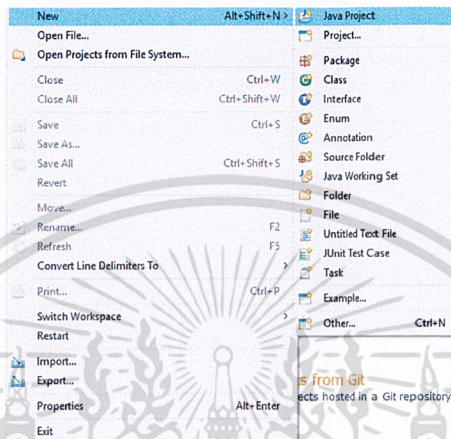 New Alt+Shift+N >
Open File...
Open Projects from File System...
Close Ctrl+W
Close All Ctrl+Shift+W
Save Ctrl+S
Save As...
Save All Ctrl+Shift+S
Revert
Move...
Rename... F2
Refresh F5
Convert Line Delimiters To >
Print... Ctrl+P
Switch Workspace >
Restart
Import...
Export...
Properties Alt+Enter
Exit
Java Project
Project...
Package
Class
Interface
Enum
Annotation
Source Folder
Java Working Set
Folder
File
Untitled Text File
JUnit Test Case
Task
Example...
Other... Ctrl+N
ts from Git
ects hosted in a Git repository